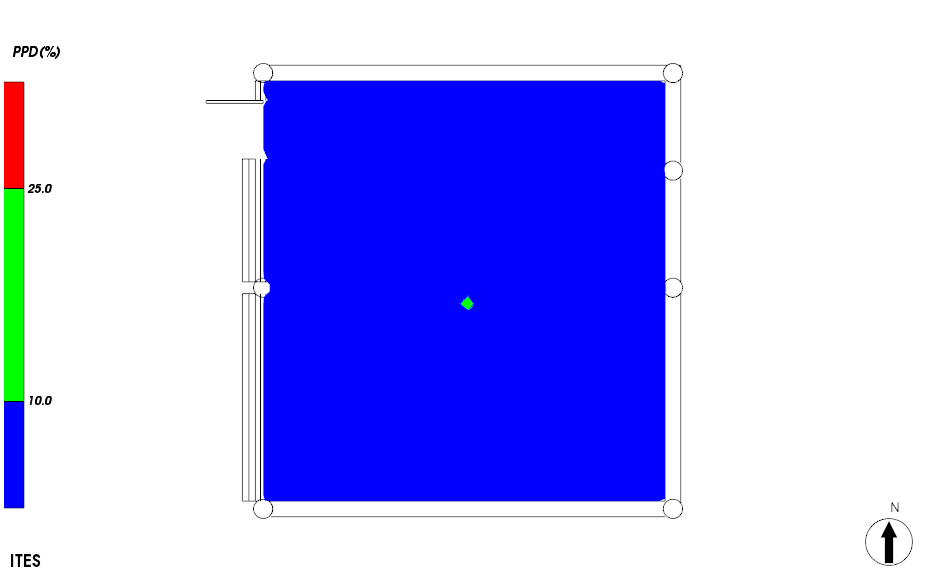 PPD(%)
25.0
10.0
N
ITES